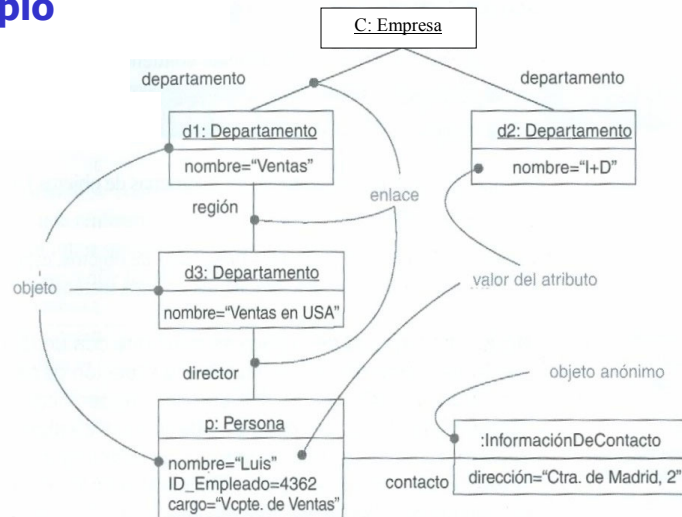 C: Empresa
departamento
departamento
d1: Departamento
nombre="Ventas"
d2: Departamento
nombre="I+D"
región
enlace
d3: Departamento
nombre="Ventas en USA"
objeto
valor del atributo
director
objeto anónimo
p: Persona
nombre="Luis"
ID_Empleado=4362
cargo="Vcpte. de Ventas"
contacto
:InformaciónDeContacto
dirección="Ctra. de Madrid, 2"